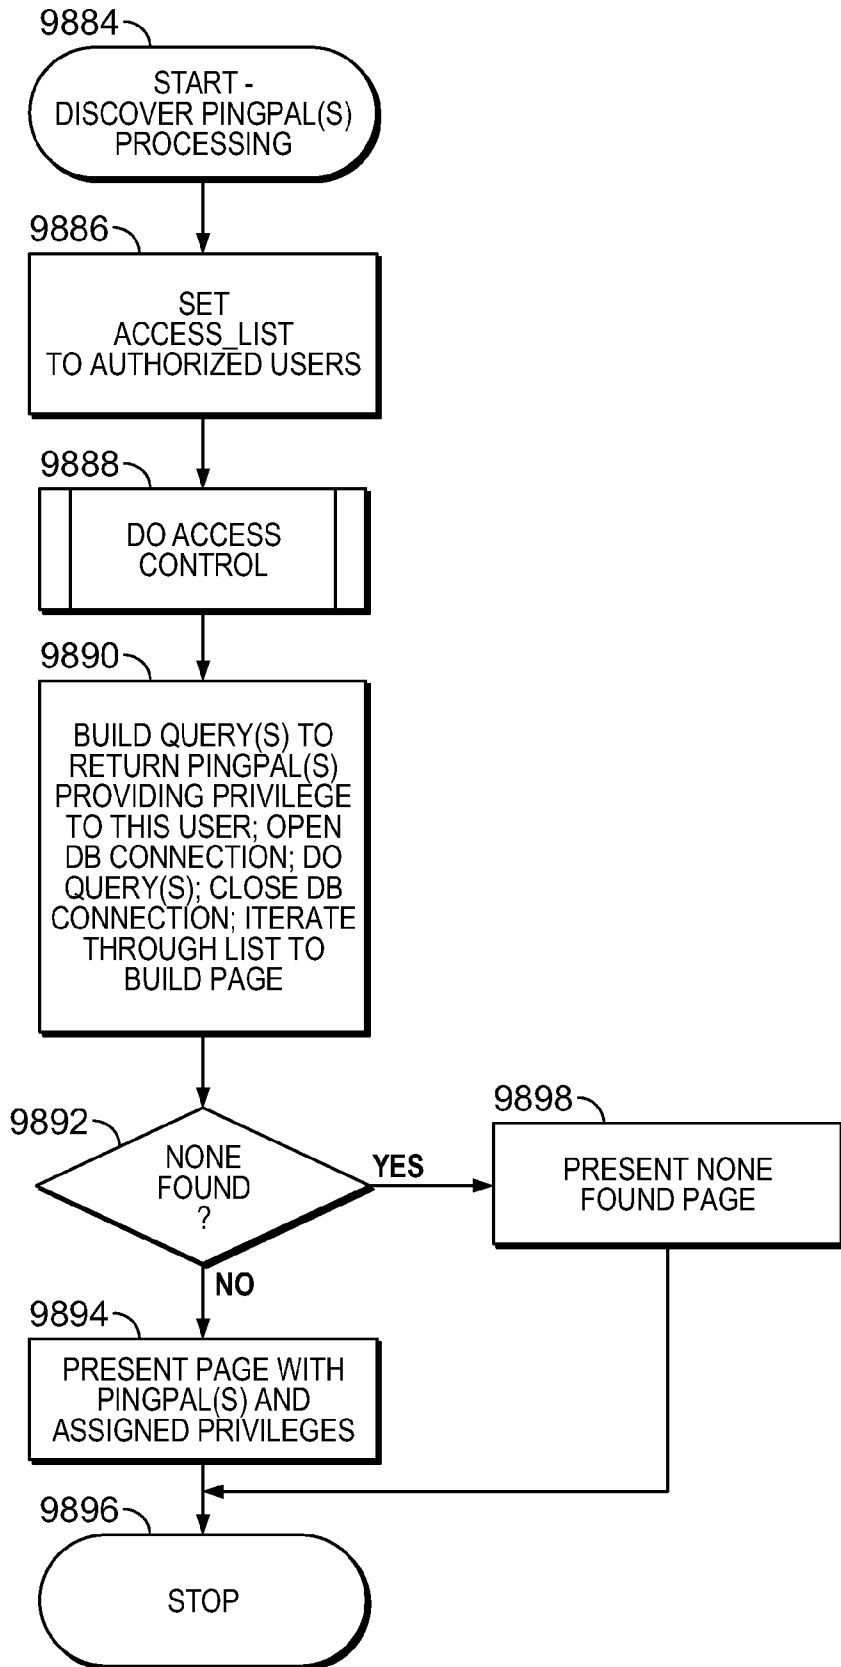 9884
START -
DISCOVER PINGPAL(S)
PROCESSING
9886
SET
ACCESS_LIST
TO AUTHORIZED USERS
9888
DO ACCESS
CONTROL
9890
BUILD QUERY(S) TO
RETURN PINGPAL(S)
PROVIDING PRIVILEGE
TO THIS USER; OPEN
DB CONNECTION; DO
QUERY(S); CLOSE DB
CONNECTION; ITERATE
THROUGH LIST TO
BUILD PAGE
9892
NONE
FOUND
?
YES
9898
PRESENT NONE
FOUND PAGE
NO
9894
PRESENT PAGE WITH
PINGPAL(S) AND
ASSIGNED PRIVILEGES
9896
STOP